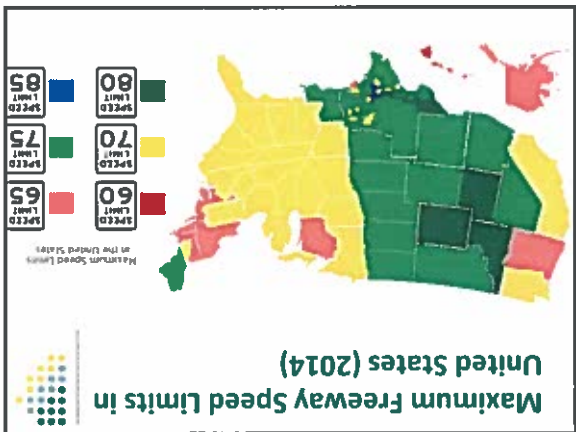 Maximum Freeway Speed Limits in
United States (2014)
Maximum Speed Limits
in the United States
SPEED LIMIT 60
SPEED LIMIT 65
SPEED LIMIT 70
SPEED LIMIT 75
SPEED LIMIT 80
SPEED LIMIT 85